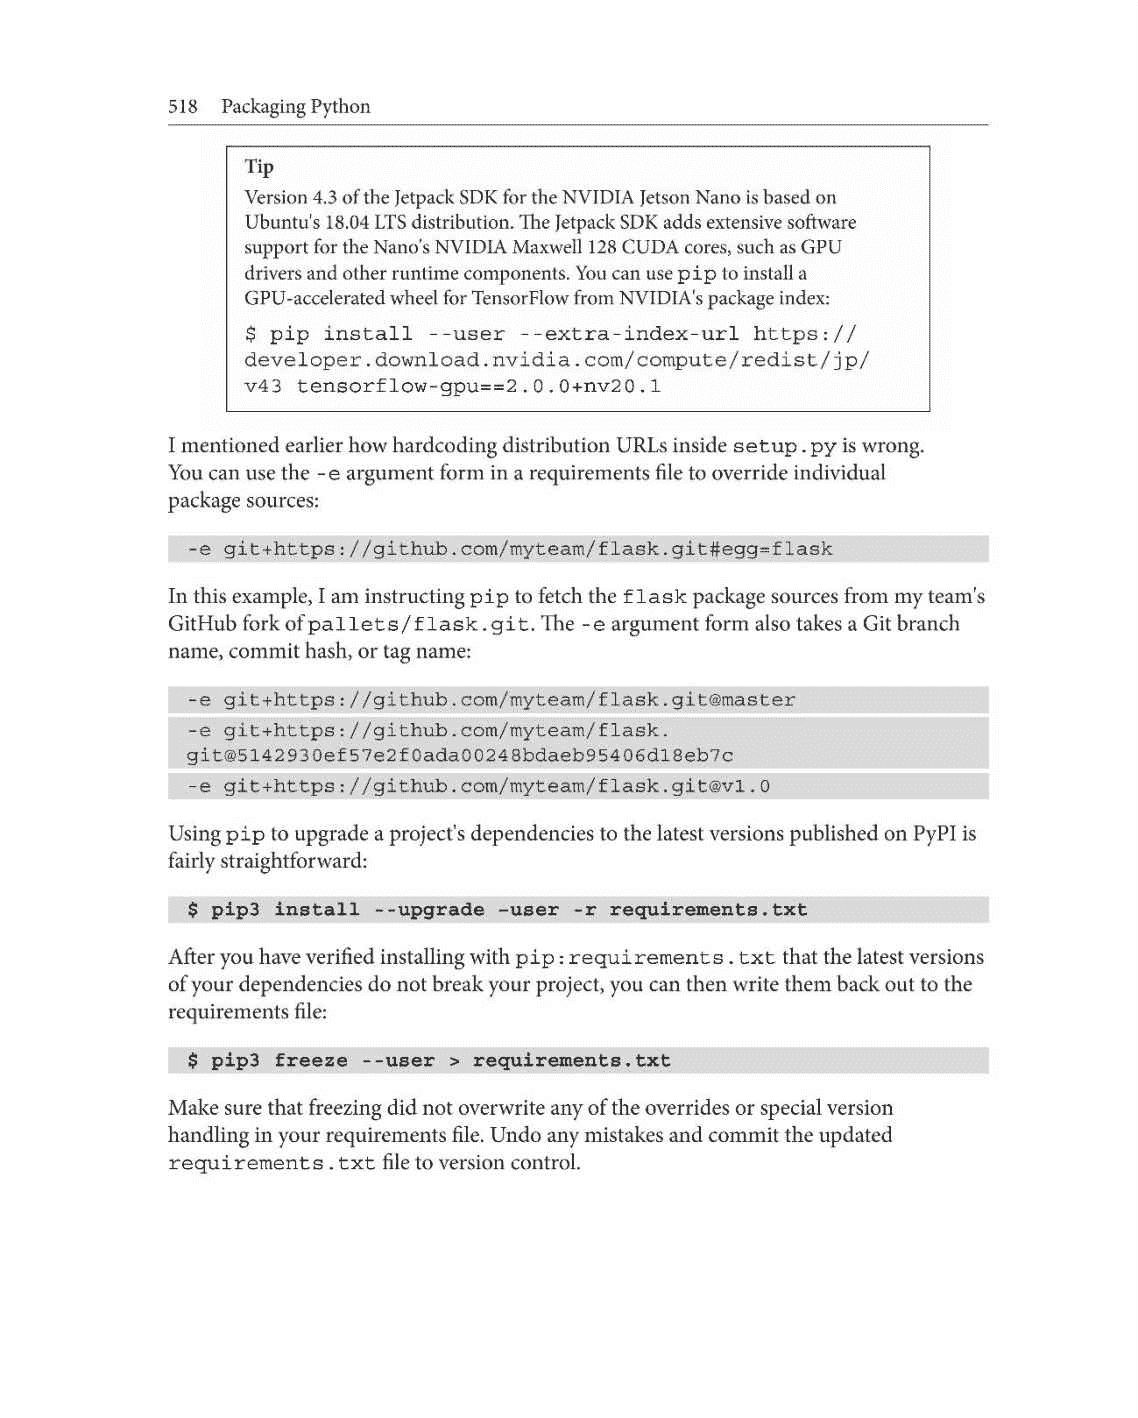 518 Packaging Python
Tip
Version 4.3 of the Jetpack SDK for the NVIDIA Jetson Nano is based on
Ubuntu's 18.04 LTS distribution. The Jetpack SDK adds extensive software
support for the Nano's NVIDIA Maxwell 128 CUDA cores, such as GPU
drivers and other runtime components. You can use pip to install a
GPU-accelerated wheel for TensorFlow from NVIDIA's package index:
$ pip install --user --extra-index-url https://
developer.download.nvidia.com/compute/redist/jp/
v43 tensorflow-gpu==2.0.0+nv20.1
I mentioned earlier how hardcoding distribution URLs inside setup.py is wrong.
You can use the -e argument form in a requirements file to override individual
package sources:
-e git+https://github.com/myteam/flask.git#egg=flask
In this example, I am instructing pip to fetch the flask package sources from my team's
GitHub fork of pallets/flask.git. The -e argument form also takes a Git branch
name, commit hash, or tag name:
-e git+https://github.com/myteam/flask.git@master
-e git+https://github.com/myteam/flask.
git@5142930ef57e2f0ada00248bdaeb95406d18eb7c
-e git+https://github.com/myteam/flask.git@v1.0
Using pip to upgrade a project's dependencies to the latest versions published on PyPI is
fairly straightforward:
$ pip3 install --upgrade –user -r requirements.txt
After you have verified installing with pip:requirements.txt that the latest versions
of your dependencies do not break your project, you can then write them back out to the
requirements file:
$ pip3 freeze --user > requirements.txt
Make sure that freezing did not overwrite any of the overrides or special version
handling in your requirements file. Undo any mistakes and commit the updated
requirements.txt file to version control.